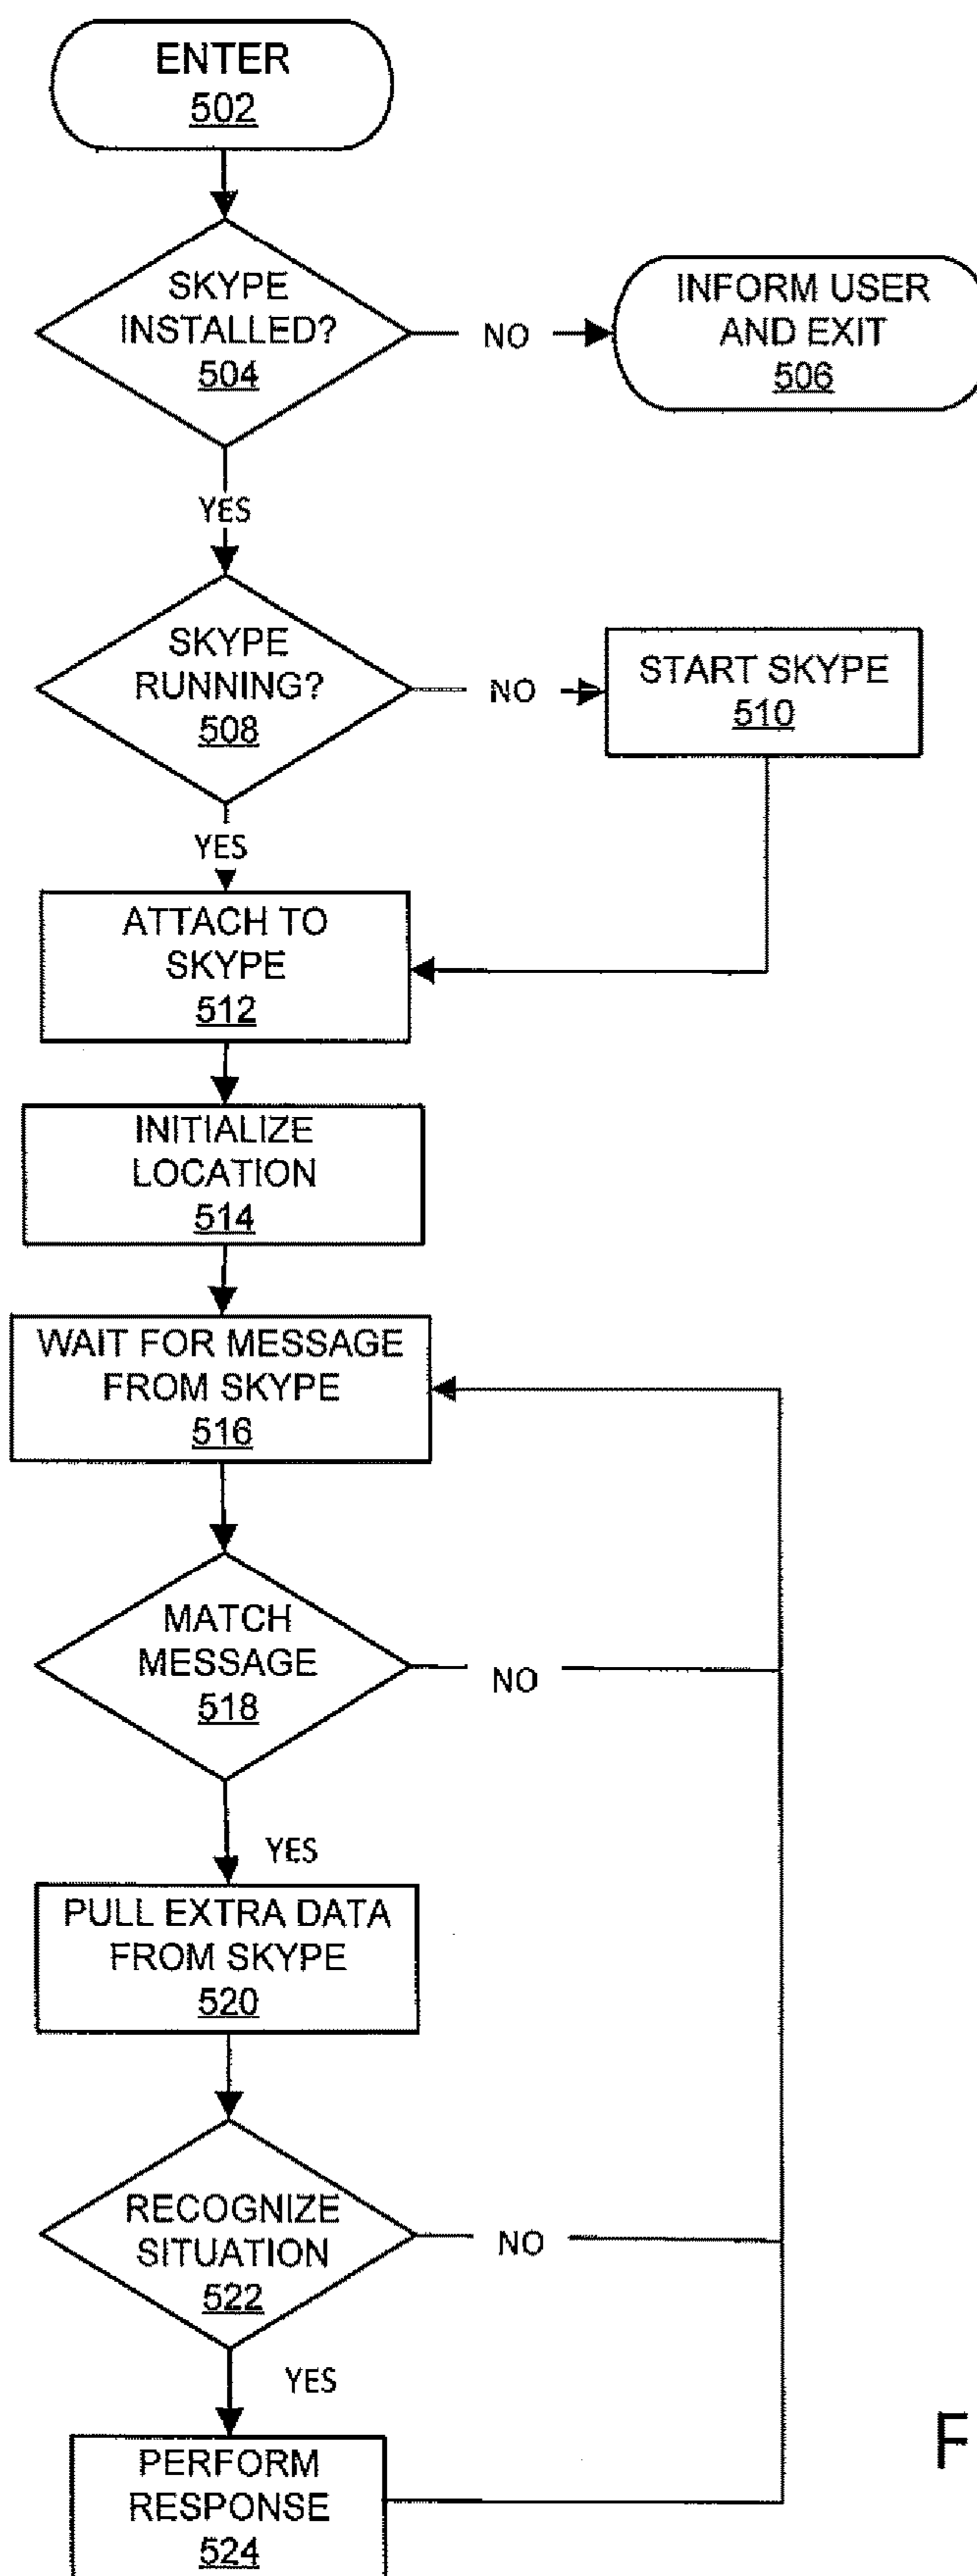 ENTER
502
SKYPE
INSTALLED?
504
NO
INFORM USER
AND EXIT
506
YES
SKYPE
RUNNING?
508
NO
START SKYPE
510
YES
ATTACH TO
SKYPE
512
INITIALIZE
LOCATION
514
WAIT FOR MESSAGE
FROM SKYPE
516
MATCH
MESSAGE
518
NO
YES
PULL EXTRA DATA
FROM SKYPE
520
RECOGNIZE
SITUATION
522
NO
YES
PERFORM
RESPONSE
524
F